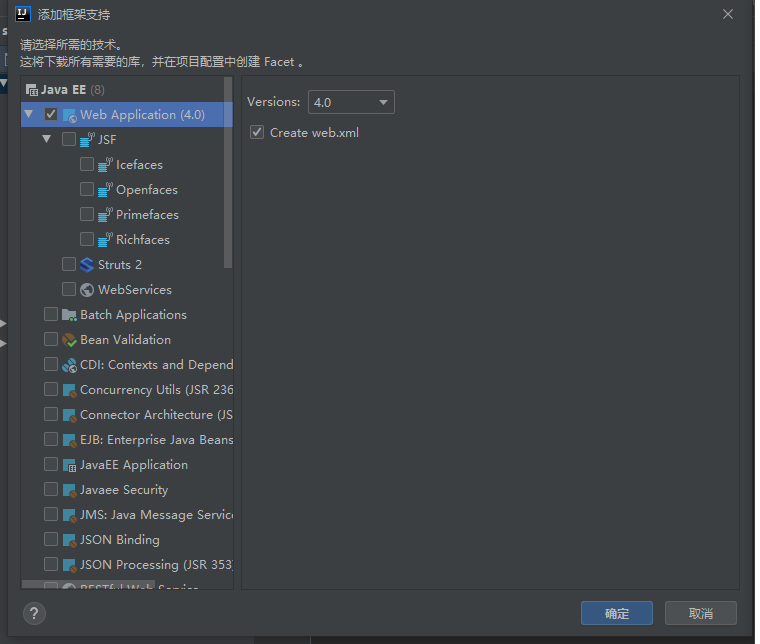 添加框架支持
请选择所需的技术。
这将下载所有需要的库，并在项目配置中创建 Facet 。
Java EE (8)
Web Application (4.0)
JSF
Icefaces
Openfaces
Primefaces
Richfaces
Struts 2
WebServices
Batch Applications
Bean Validation
CDI: Contexts and Depend
Concurrency Utils (JSR 236
Connector Architecture (JS
EJB: Enterprise Java Beans
JavaEE Application
Javaee Security
JMS: Java Message Servic
JSON Binding
JSON Processing (JSR 353)
RESTful Web Service
Versions: 4.0
Create web.xml
?
确定
取消